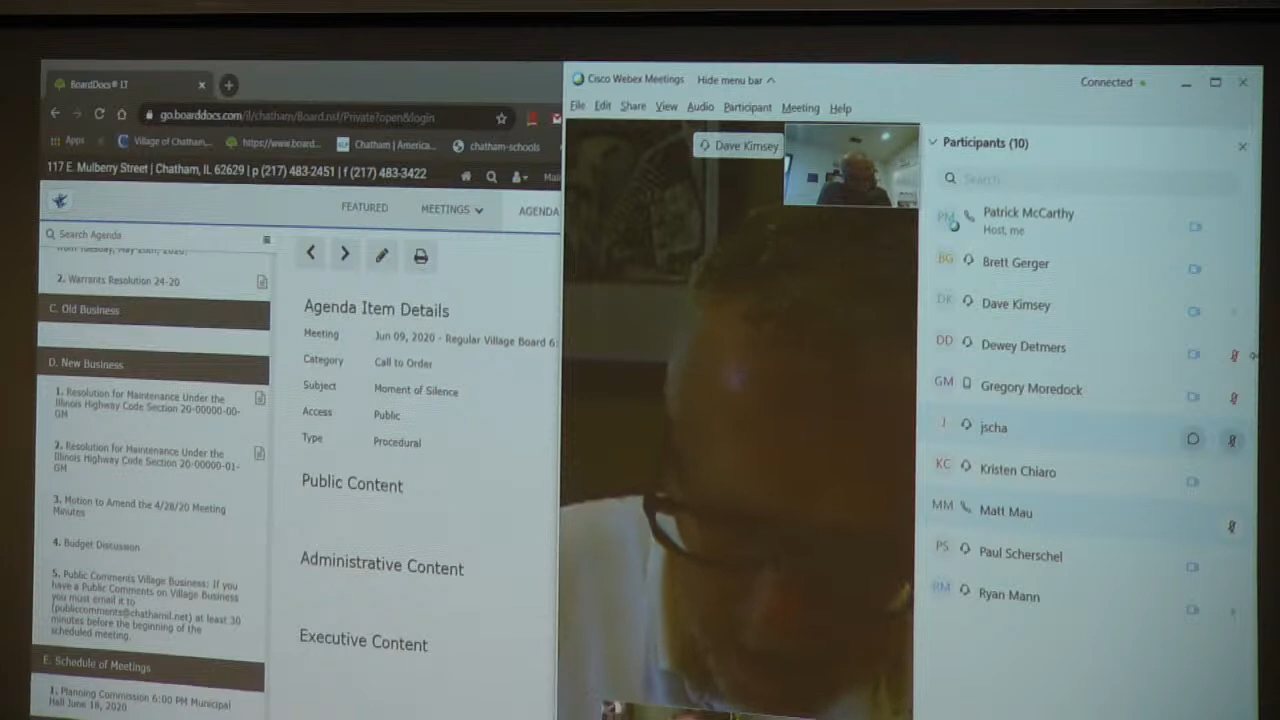 BoardDocs® LT
go.boarddocs.com/il/chatham/Board.nsf/Private?open&login
Apps
Village of Chatham,
https://www.board...
Chatham | America...
chatham-schools
117 E. Mulberry Street | Chatham, IL 62629 | p (217) 483-2451 | f (217) 483-3422
FEATURED
MEETINGS
AGENDA
Search Agenda
2. Warrants Resolution 24-20
C. Old Business
D. New Business
1. Resolution for Maintenance Under the
Illinois Highway Code Section 20-00000-00-
GM
2. Resolution for Maintenance Under the
Illinois Highway Code Section 20-00000-01-
GM
3. Motion to Amend the 4/28/20 Meeting
Minutes
4. Budget Discussion
5. Public Comments Village Business: If you
have a Public Comments on Village Business
you must email it to
(publiccomments@chathamil.net) at least 30
minutes before the beginning of the
scheduled meeting.
E. Schedule of Meetings
1. Planning Commission 6:00 PM Municipal
Hall June 18, 2020
Agenda Item Details
Meeting Jun 09, 2020 - Regular Village Board 6:
Category Call to Order
Subject Moment of Silence
Access Public
Type Procedural
Public Content
Administrative Content
Executive Content
Cisco Webex Meetings Hide menu bar
Connected
File Edit Share View Audio Participant Meeting Help
Dave Kimsey
Participants (10)
Search
PM Patrick McCarthy
Host, me
BG Brett Gerger
DK Dave Kimsey
DD Dewey Detmers
GM Gregory Moredock
J jscha
KC Kristen Chiaro
MM Matt Mau
PS Paul Scherschel
RM Ryan Mann